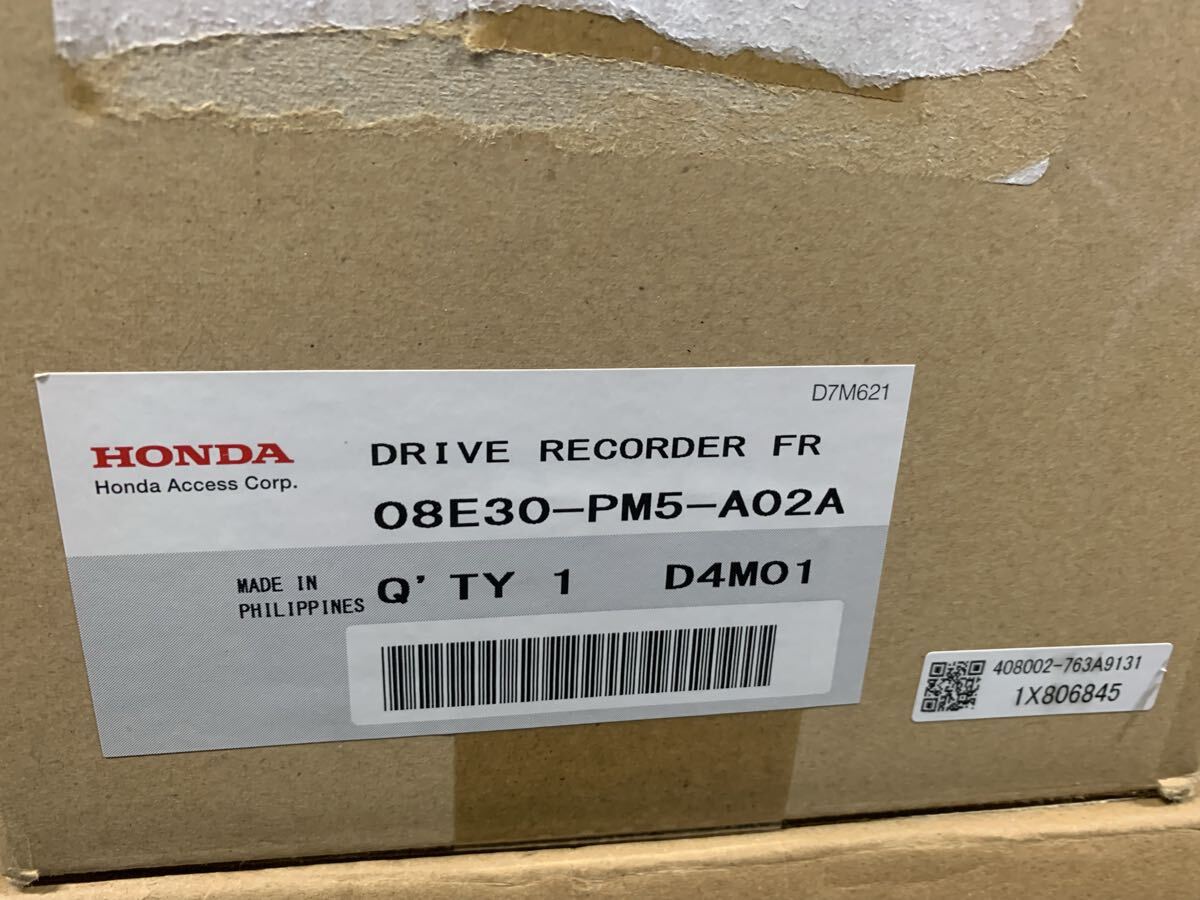 D7M621
HONDA
Honda Access Corp.
DRIVE RECORDER FR
08E30-PM5-A02A
MADE IN
PHILIPPINES
Q'TY 1 D4M01
408002-763A9131
1X806845